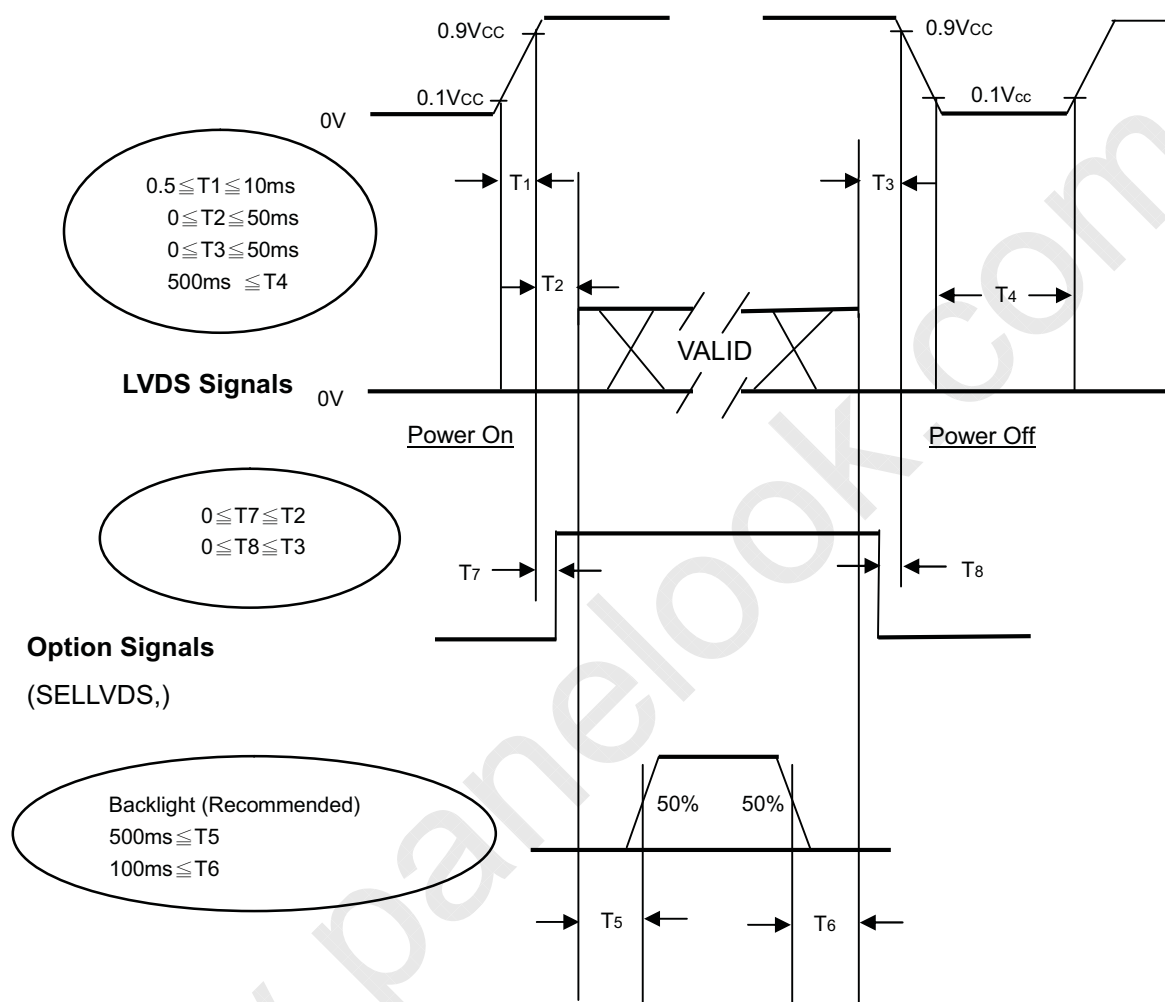 0.9VCC
0.9VCC
0.1VCC
0.1Vcc
0V
0.5≦T1≦10ms
0≦T2≦50ms
0≦T3≦50ms
500ms ≦T4
T1
T3
T2
T4
VALID
LVDS Signals
0V
Power On
Power Off
0≦T7≦T2
0≦T8≦T3
T7
T8
Option Signals
(SELLVDS,)
Backlight (Recommended)
500ms≦T5
100ms≦T6
50%
50%
T5
T6
panelook.com